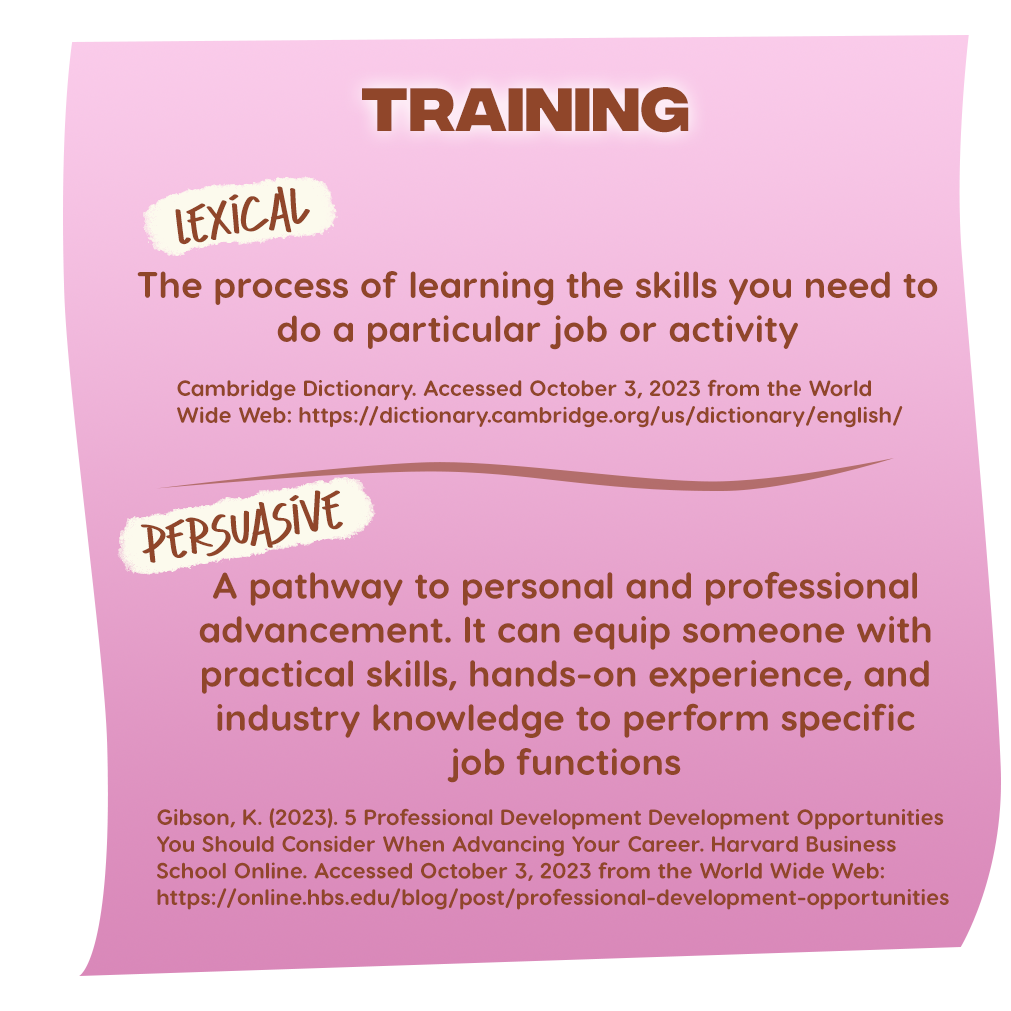 TRAINING
LEXICAL
The process of learning the skills you need to
do a particular job or activity
Cambridge Dictionary. Accessed October 3, 2023 from the World
Wide Web: https://dictionary.cambridge.org/us/dictionary/english/
PERSUASIVE
A pathway to personal and professional
advancement. It can equip someone with
practical skills, hands-on experience, and
industry knowledge to perform specific
job functions
Gibson, K. (2023). 5 Professional Development Development Opportunities
You Should Consider When Advancing Your Career. Harvard Business
School Online. Accessed October 3, 2023 from the World Wide Web:
https://online.hbs.edu/blog/post/professional-development-opportunities